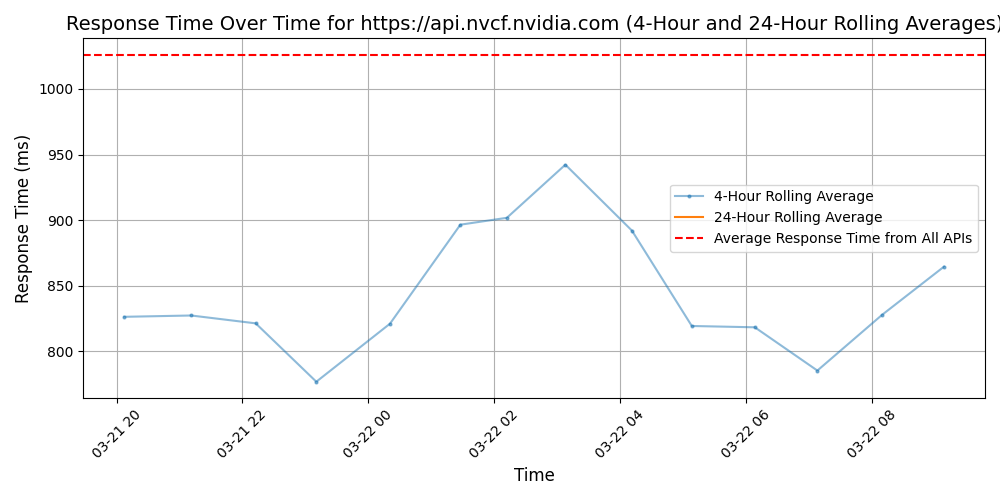 Response Time Over Time for https://api.nvcf.nvidia.com (4-Hour and 24-Hour Rolling Averages)
Response Time (ms)
1000
950
900
850
800
4-Hour Rolling Average
24-Hour Rolling Average
Average Response Time from All APIs
03-21 20
03-21 22
03-22 00
03-22 02
03-22 04
03-22 06
03-22 08
Time